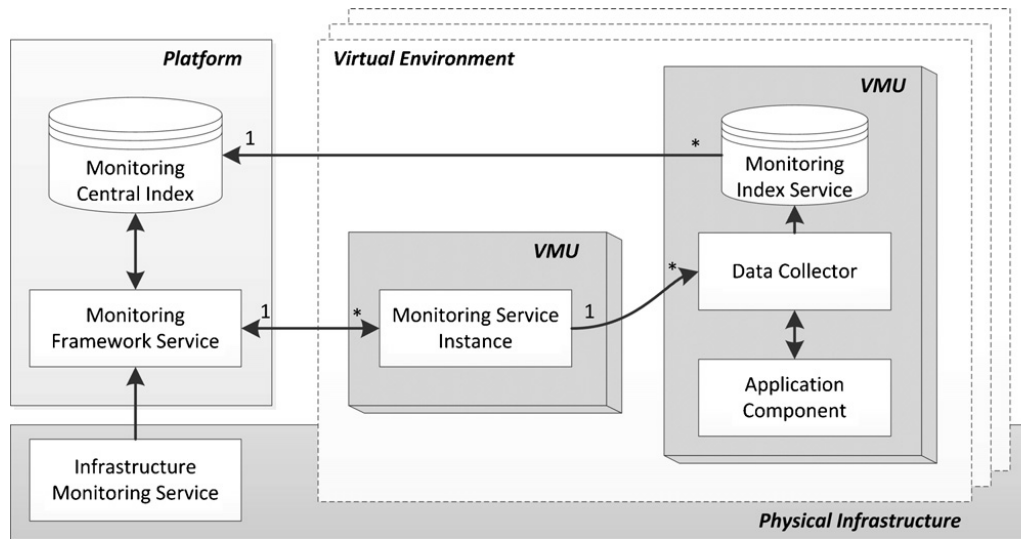 Platform
Monitoring
Central Index
Monitoring
Framework Service
Infrastructure
Monitoring Service
Virtual Environment
1
*
1
*
VMU
Monitoring Service
Instance
1
*
VMU
Monitoring
Index Service
Data Collector
Application
Component
Physical Infrastructure